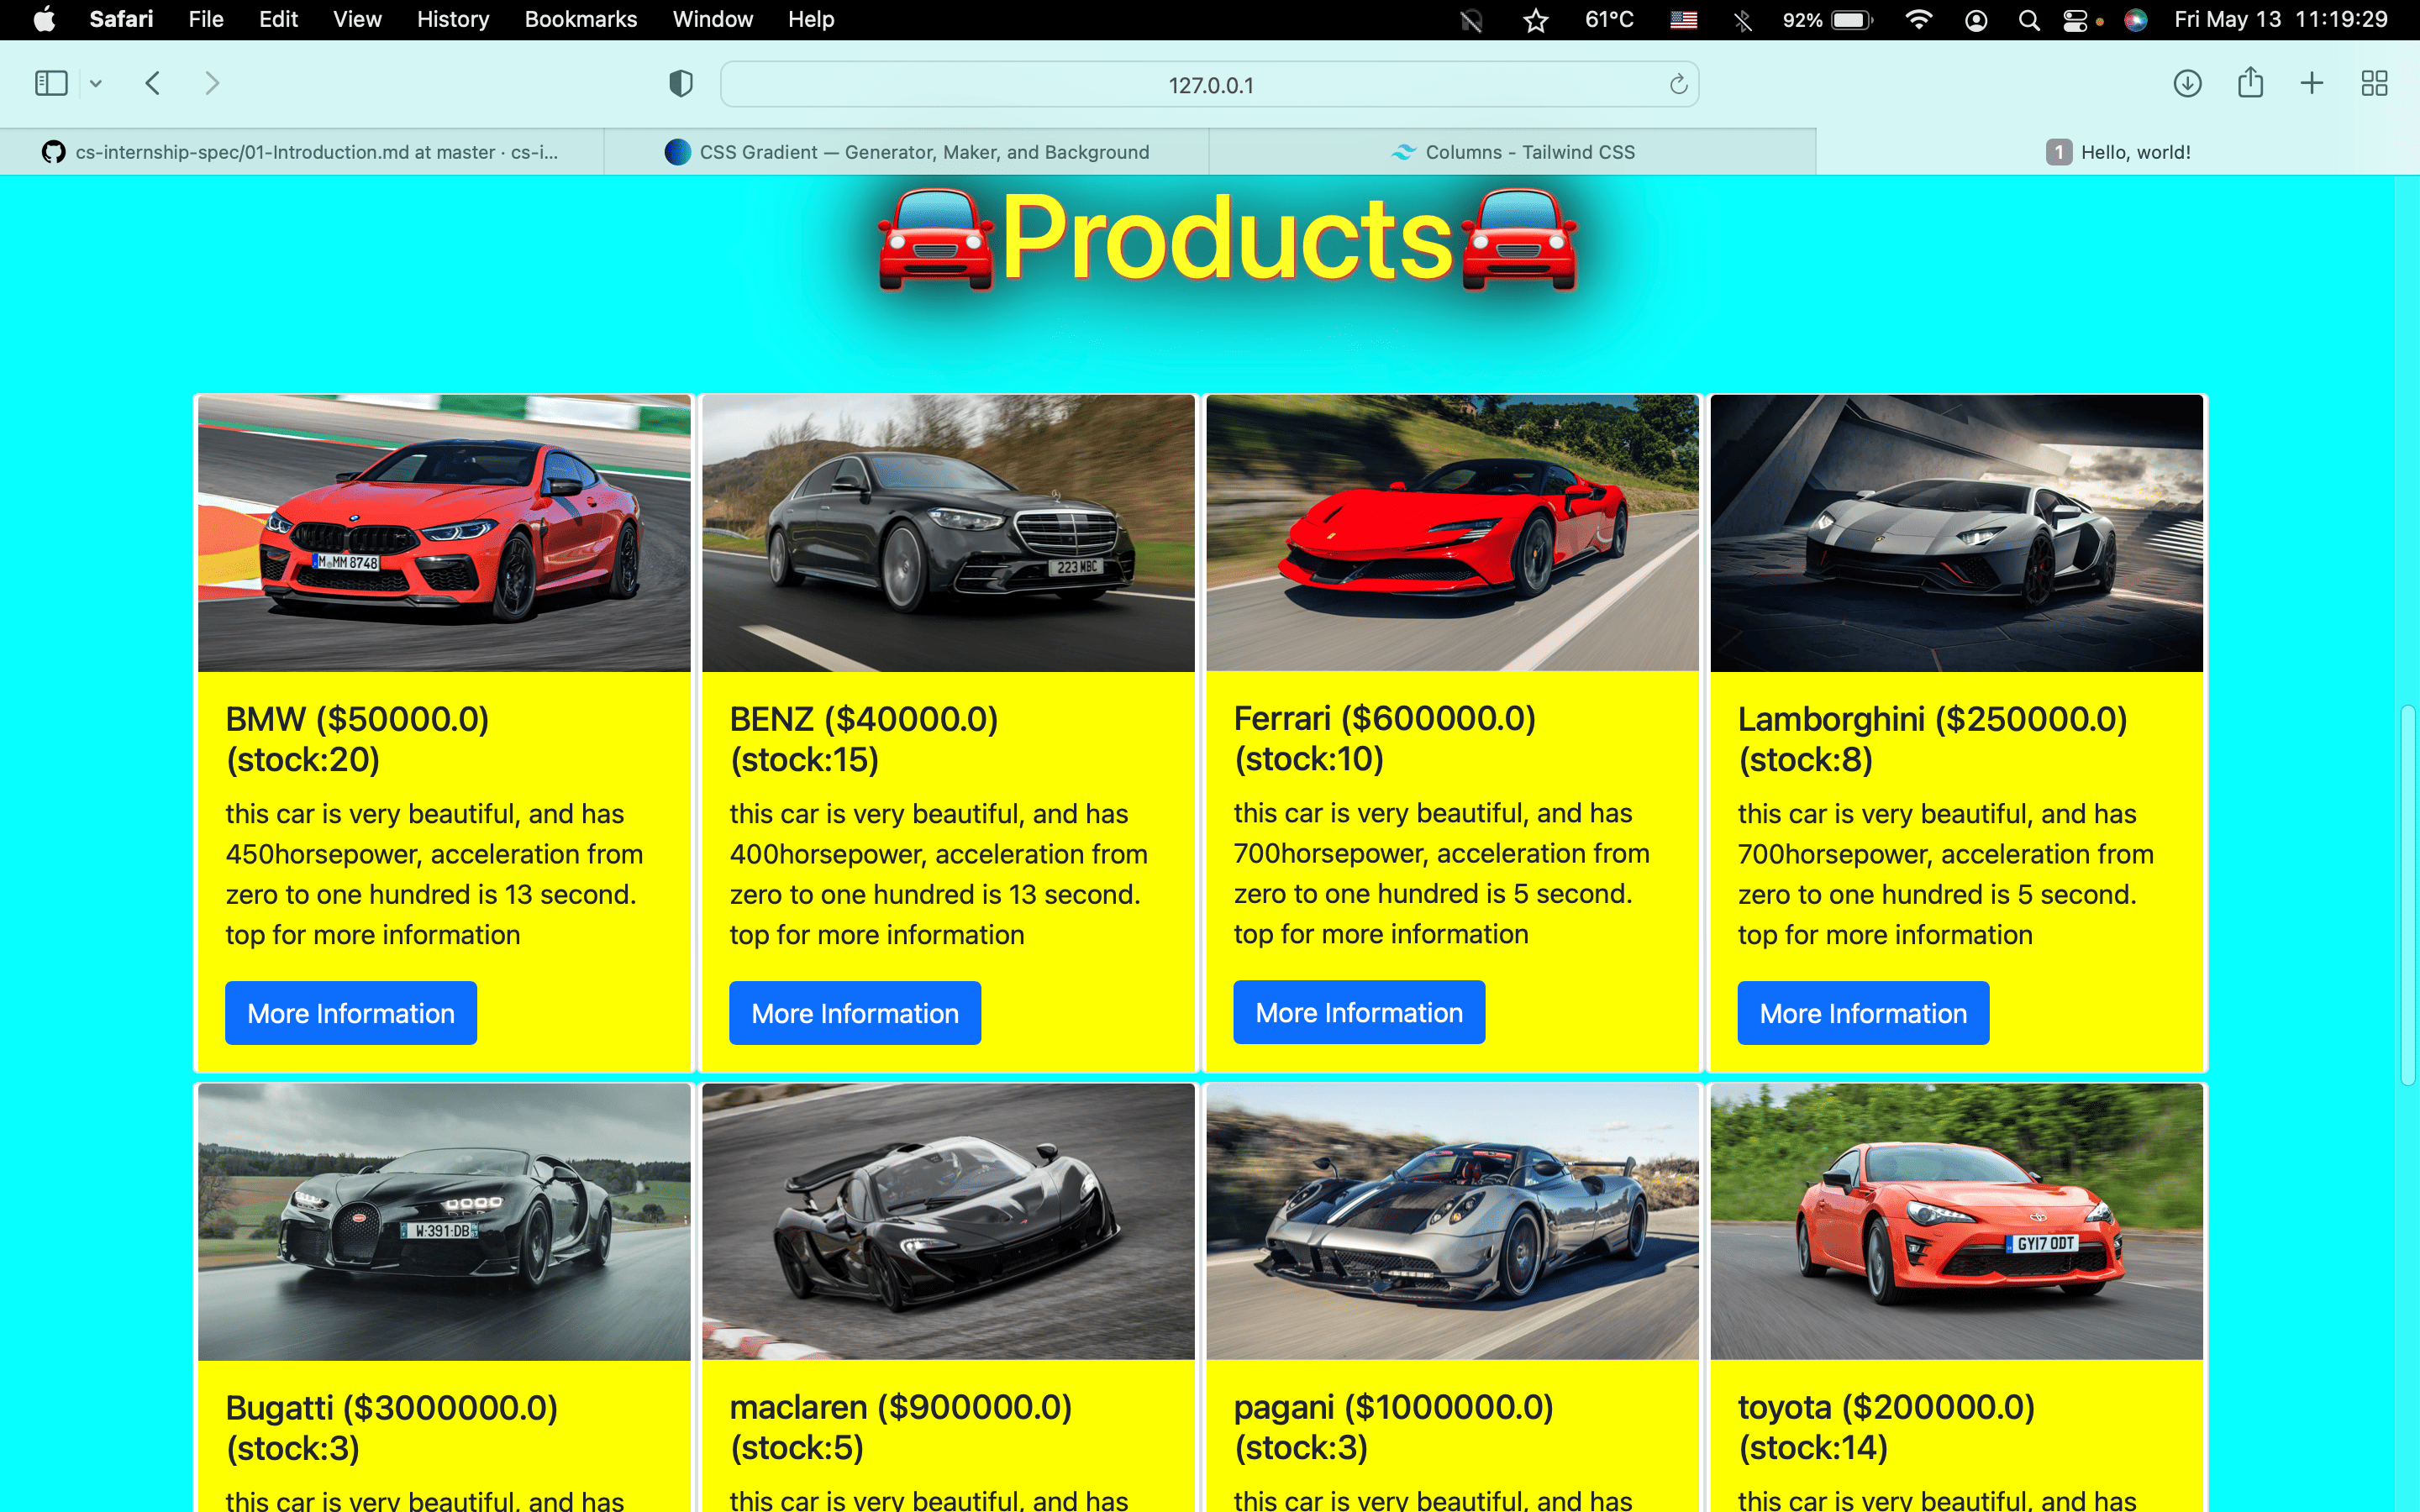 Safari File Edit View History Bookmarks Window Help 61°C 92% Fri May 13 11:19:29
127.0.0.1
cs-internship-spec/01-Introduction.md at master · cs-i... CSS Gradient — Generator, Maker, and Background Columns - Tailwind CSS 1 Hello, world!
🚘Products🚘
M MM 8748
223 MBC
BMW ($50000.0)
(stock:20)
this car is very beautiful, and has
450horsepower, acceleration from
zero to one hundred is 13 second.
top for more information
More Information
BENZ ($40000.0)
(stock:15)
this car is very beautiful, and has
400horsepower, acceleration from
zero to one hundred is 13 second.
top for more information
More Information
Ferrari ($600000.0)
(stock:10)
this car is very beautiful, and has
700horsepower, acceleration from
zero to one hundred is 5 second.
top for more information
More Information
Lamborghini ($250000.0)
(stock:8)
this car is very beautiful, and has
700horsepower, acceleration from
zero to one hundred is 5 second.
top for more information
More Information
W-391-DB
GY17 ODT
Bugatti ($3000000.0)
(stock:3)
this car is very beautiful, and has
maclaren ($900000.0)
(stock:5)
this car is very beautiful, and has
pagani ($1000000.0)
(stock:3)
this car is very beautiful, and has
toyota ($200000.0)
(stock:14)
this car is very beautiful, and has